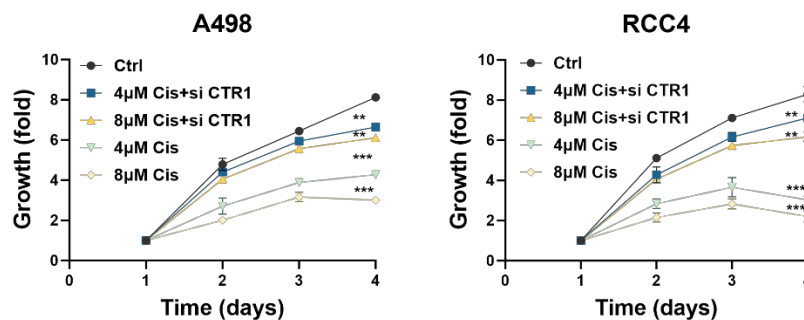 A498
Growth (fold)
10
8
6
4
2
0
Ctrl
4μM Cis+si CTR1
8μM Cis+si CTR1
4μM Cis
8μM Cis
**
**
***
***
0 1 2 3 4
Time (days)
RCC4
Growth (fold)
10
8
6
4
2
0
Ctrl
4μM Cis+si CTR1
8μM Cis+si CTR1
4μM Cis
8μM Cis
**
**
***
***
0 1 2 3 4
Time (days)